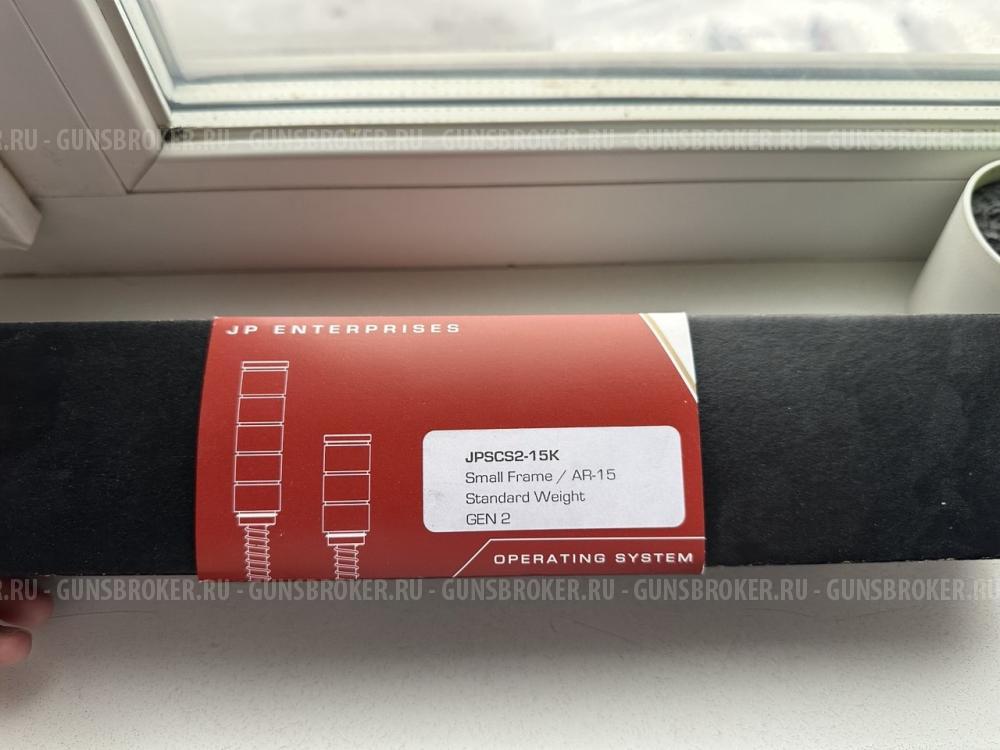 .RU - GUNSBROKER.RU - GUNSBROKER.RU - GUNSBROKER.RU - GUNSBROKER.RU - GUNSBROKER.RU
JP ENTERPRISES
JPSCS2-15K
Small Frame / AR-15
Standard Weight
GEN 2
OPERATING SYSTEM
.RU - GUNSBROKER.RU - GUNSBROKER.RU - GUNSBROKER.RU - GUNSBROKER.RU - GUNSBROKER.RU